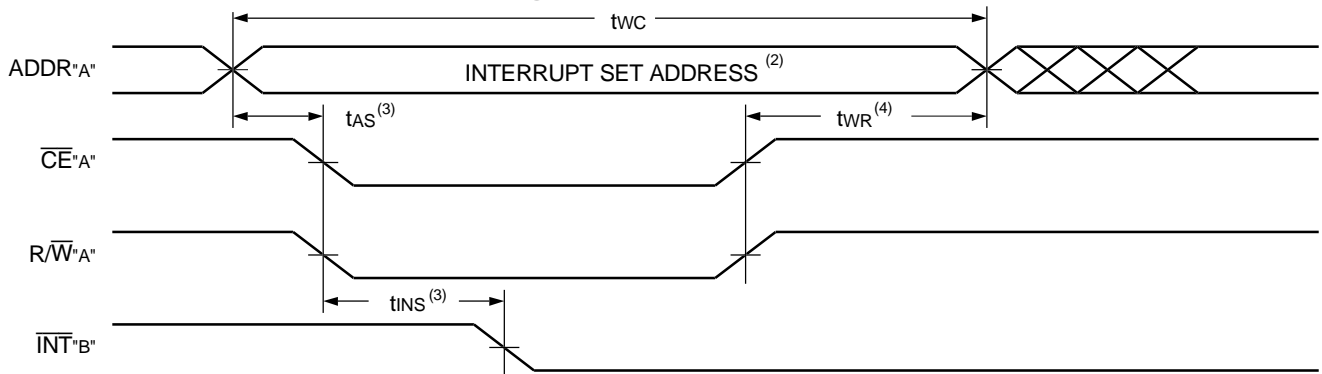 tWC
ADDR"A"
INTERRUPT SET ADDRESS (2)
tAS(3)
tWR(4)
CE"A"
R/W"A"
tINS(3)
INT"B"